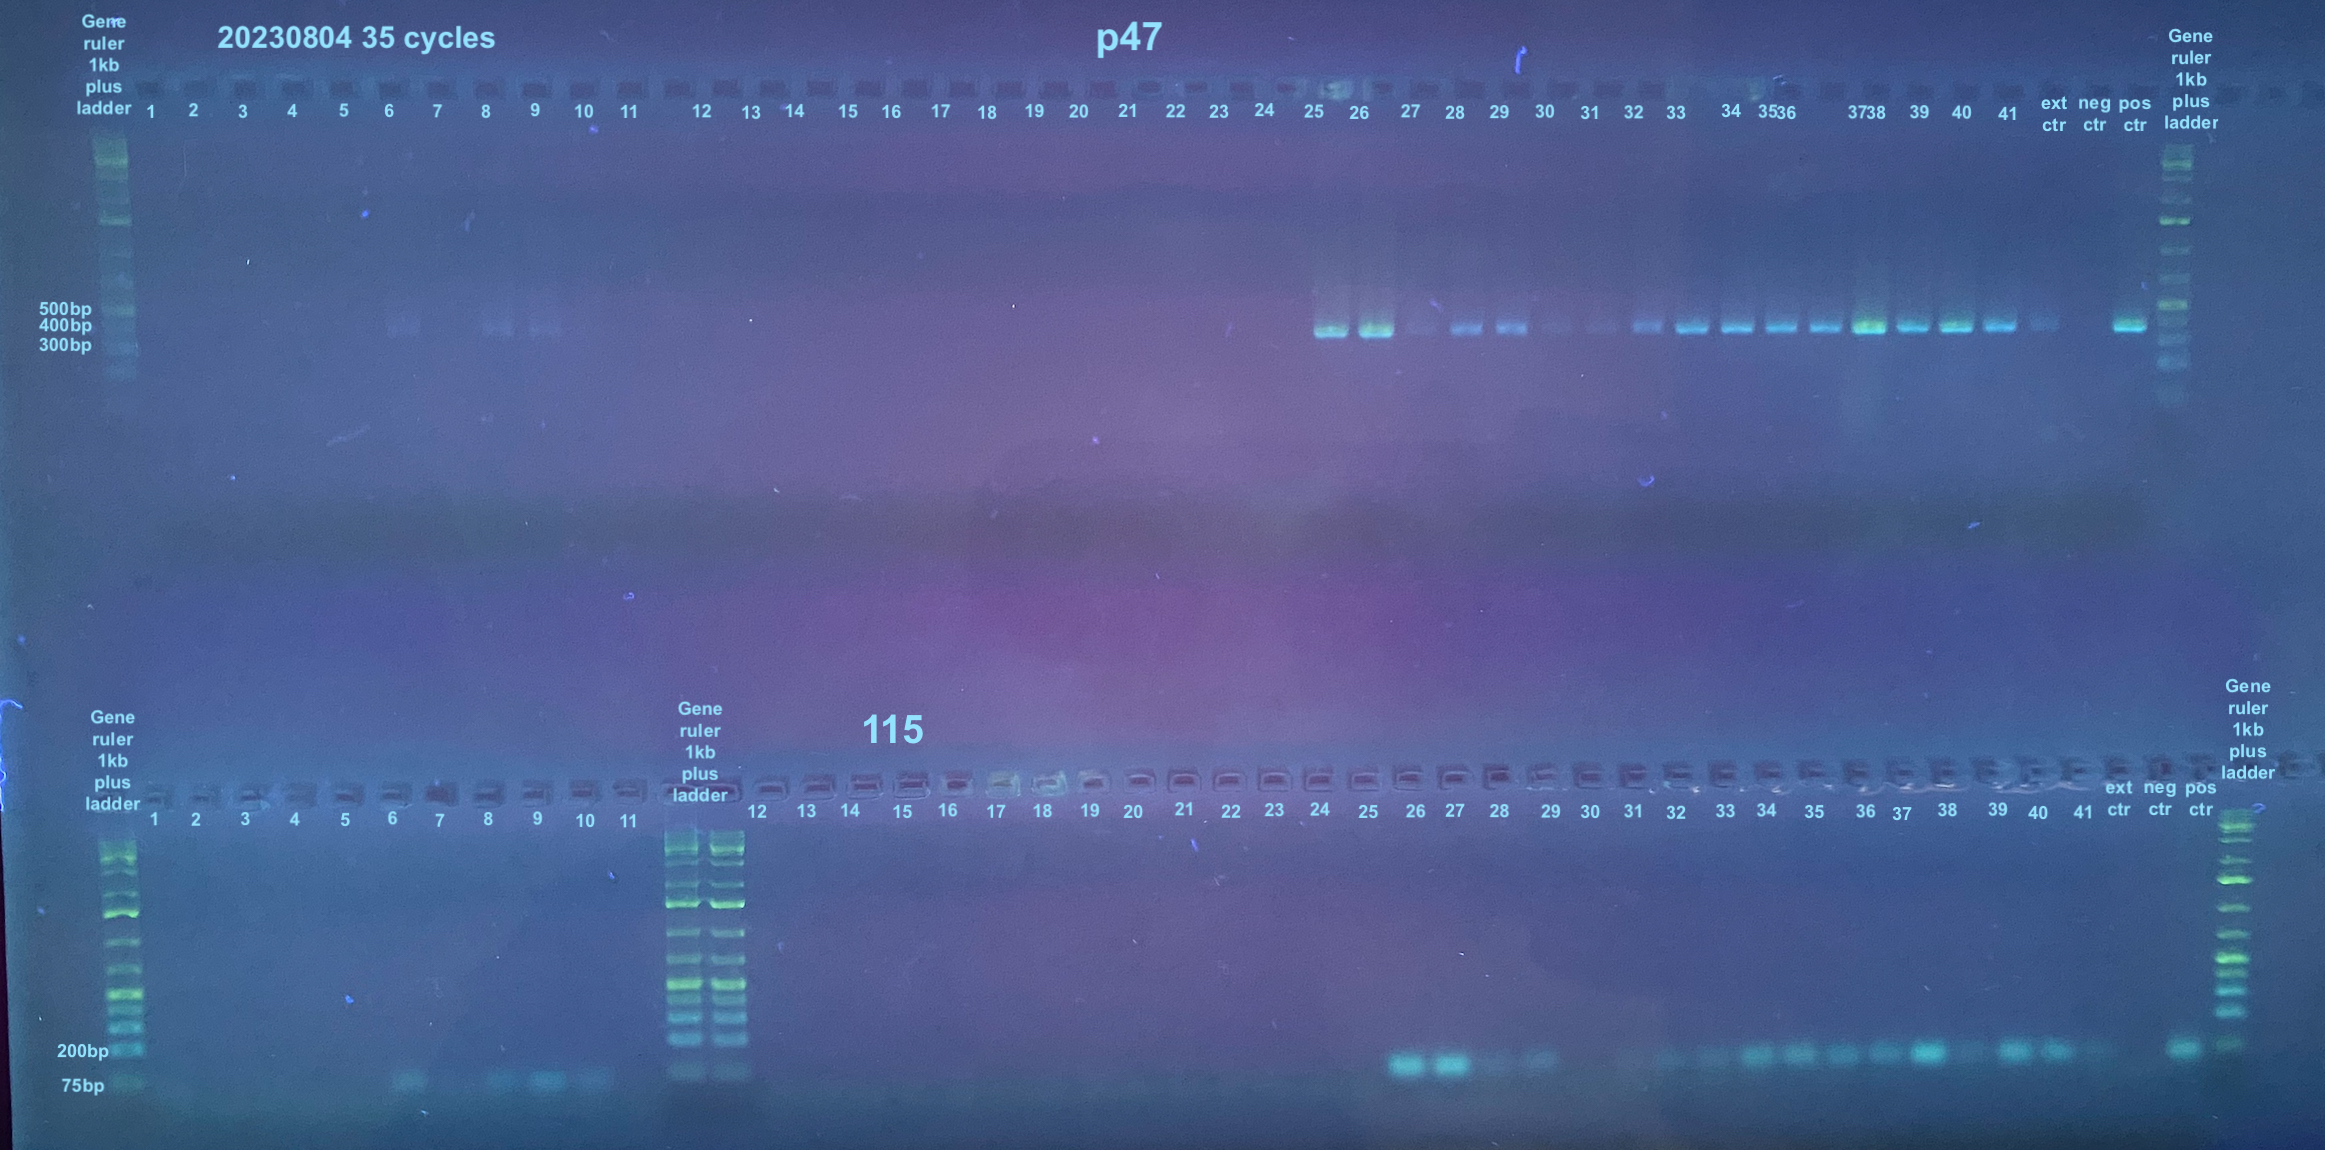 Gene
ruler
1kb
plus
ladder
20230804 35 cycles
p47
Gene
ruler
1kb
plus
ladder
1 2 3 4 5 6 7 8 9 10 11 12 13 14 15 16 17 18 19 20 21 22 23 24 25 26 27 28 29 30 31 32 33 34 3536 3738 39 40 41
ext
ctr
neg
ctr
pos
ctr
500bp
400bp
300bp
Gene
ruler
1kb
plus
ladder
Gene
ruler
1kb
plus
ladder
115
Gene
ruler
1kb
plus
ladder
1 2 3 4 5 6 7 8 9 10 11 12 13 14 15 16 17 18 19 20 21 22 23 24 25 26 27 28 29 30 31 32 33 34 35 36 37 38 39 40 41
ext
ctr
neg
ctr
pos
ctr
200bp
75bp